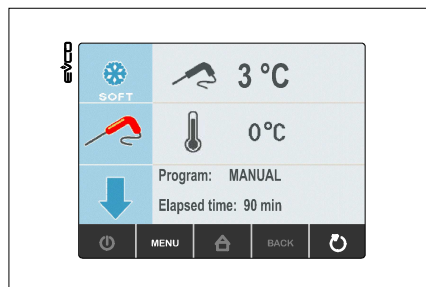 EVCO
SOFT
3 °C
0°C
Program: MANUAL
Elapsed time: 90 min
MENU BACK